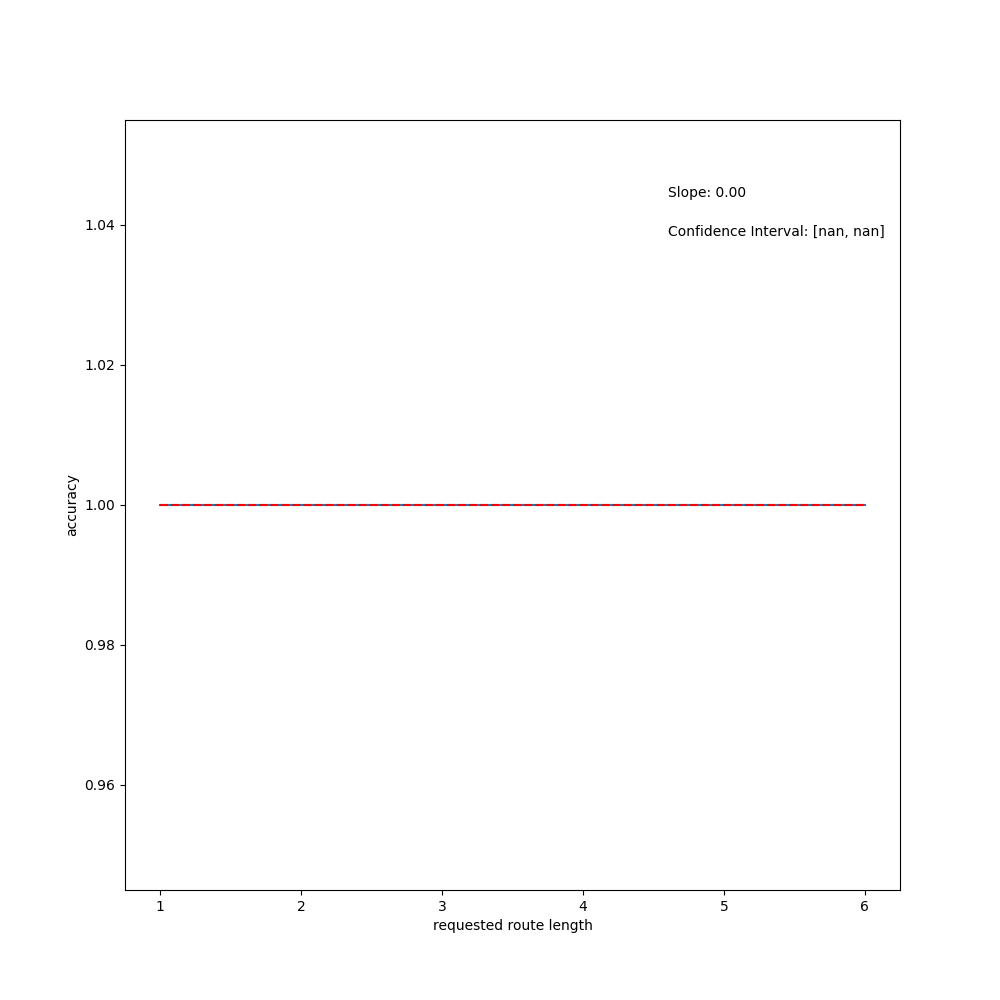 Slope: 0.00
Confidence Interval: [nan, nan]
1.04
1.02
1.00
0.98
0.96
accuracy
1 2 3 4 5 6
requested route length